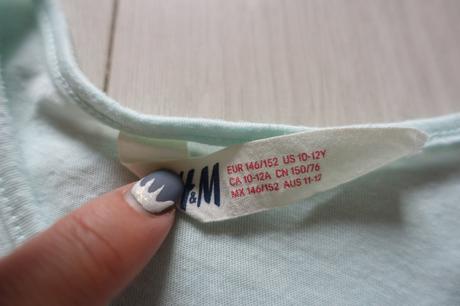 H&M
EUR 146/152 US 10-12Y
CA 10-12A CN 150/76
MX 146/152 AUS 11-12